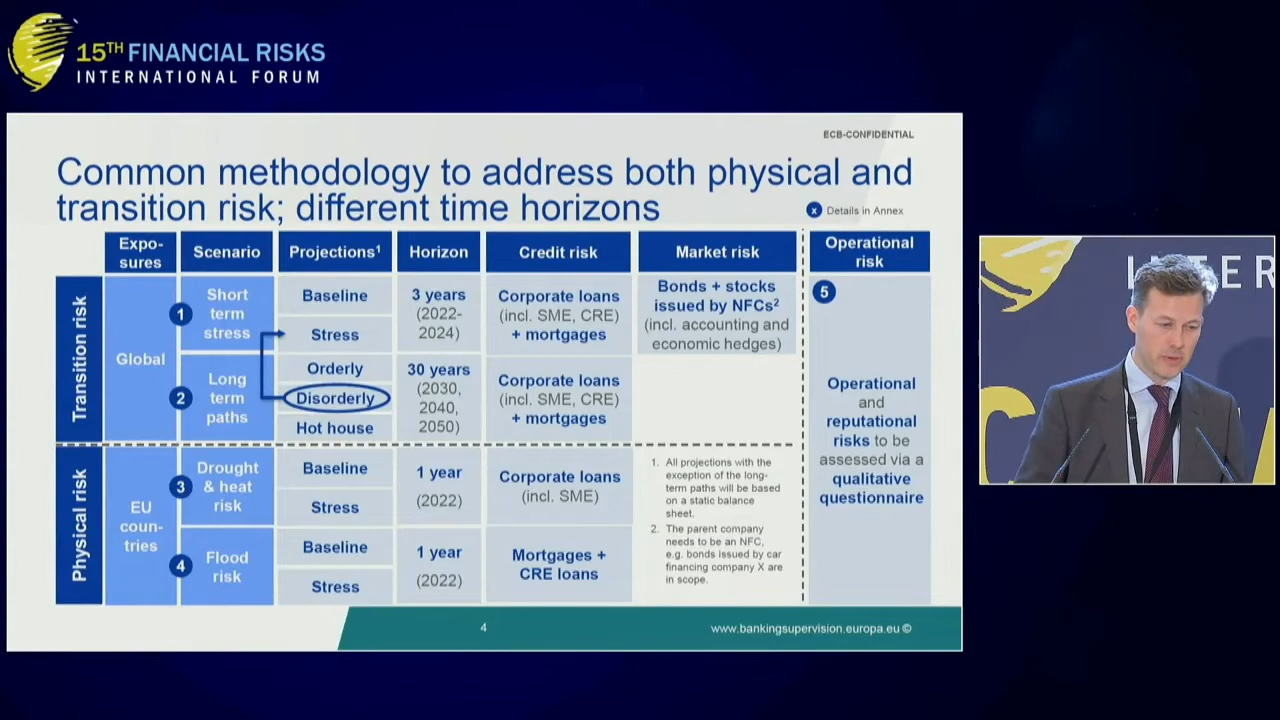 15TH FINANCIAL RISKS
INTERNATIONAL FORUM
ECB-CONFIDENTIAL
Common methodology to address both physical and
transition risk; different time horizons
x Details in Annex
Expo-
sures
Scenario
Projections1
Horizon
Credit risk
Market risk
Operational
risk
Transition risk
Global
1
Short
term
stress
Baseline
Stress
3 years
(2022-
2024)
Corporate loans
(incl. SME, CRE)
+ mortgages
Bonds + stocks
issued by NFCs2
(incl. accounting and
economic hedges)
2
Long
term
paths
Orderly
Disorderly
Hot house
30 years
(2030,
2040,
2050)
Corporate loans
(incl. SME, CRE)
+ mortgages
Physical risk
EU
coun-
tries
3
Drought
& heat
risk
Baseline
Stress
1 year
(2022)
Corporate loans
(incl. SME)
4
Flood
risk
Baseline
Stress
1 year
(2022)
Mortgages +
CRE loans
1. All projections with the
exception of the long-
term paths will be based
on a static balance
sheet.
2. The parent company
needs to be an NFC,
e.g. bonds issued by car
financing company X are
in scope.
5
Operational
and
reputational
risks to be
assessed via a
qualitative
questionnaire
4
www.bankingsupervision.europa.eu ©